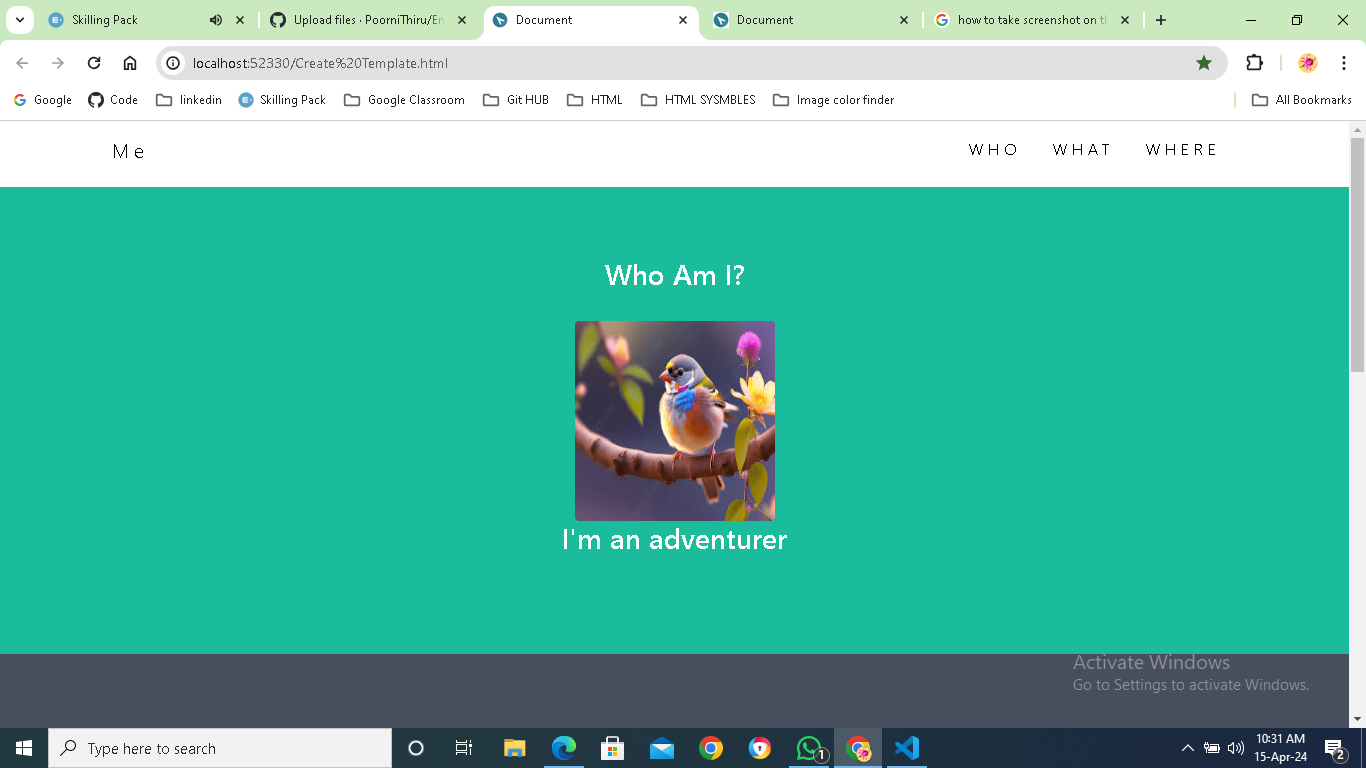 Skilling Pack
Upload files · PoorniThiru/En
Document
Document
how to take screenshot on th
localhost:52330/Create%20Template.html
Google
Code
linkedin
Skilling Pack
Google Classroom
Git HUB
HTML
HTML SYSMBLES
Image color finder
All Bookmarks
Me
WHO
WHAT
WHERE
Who Am I?
I'm an adventurer
Activate Windows
Go to Settings to activate Windows.
Type here to search
1
10:31 AM
15-Apr-24
2